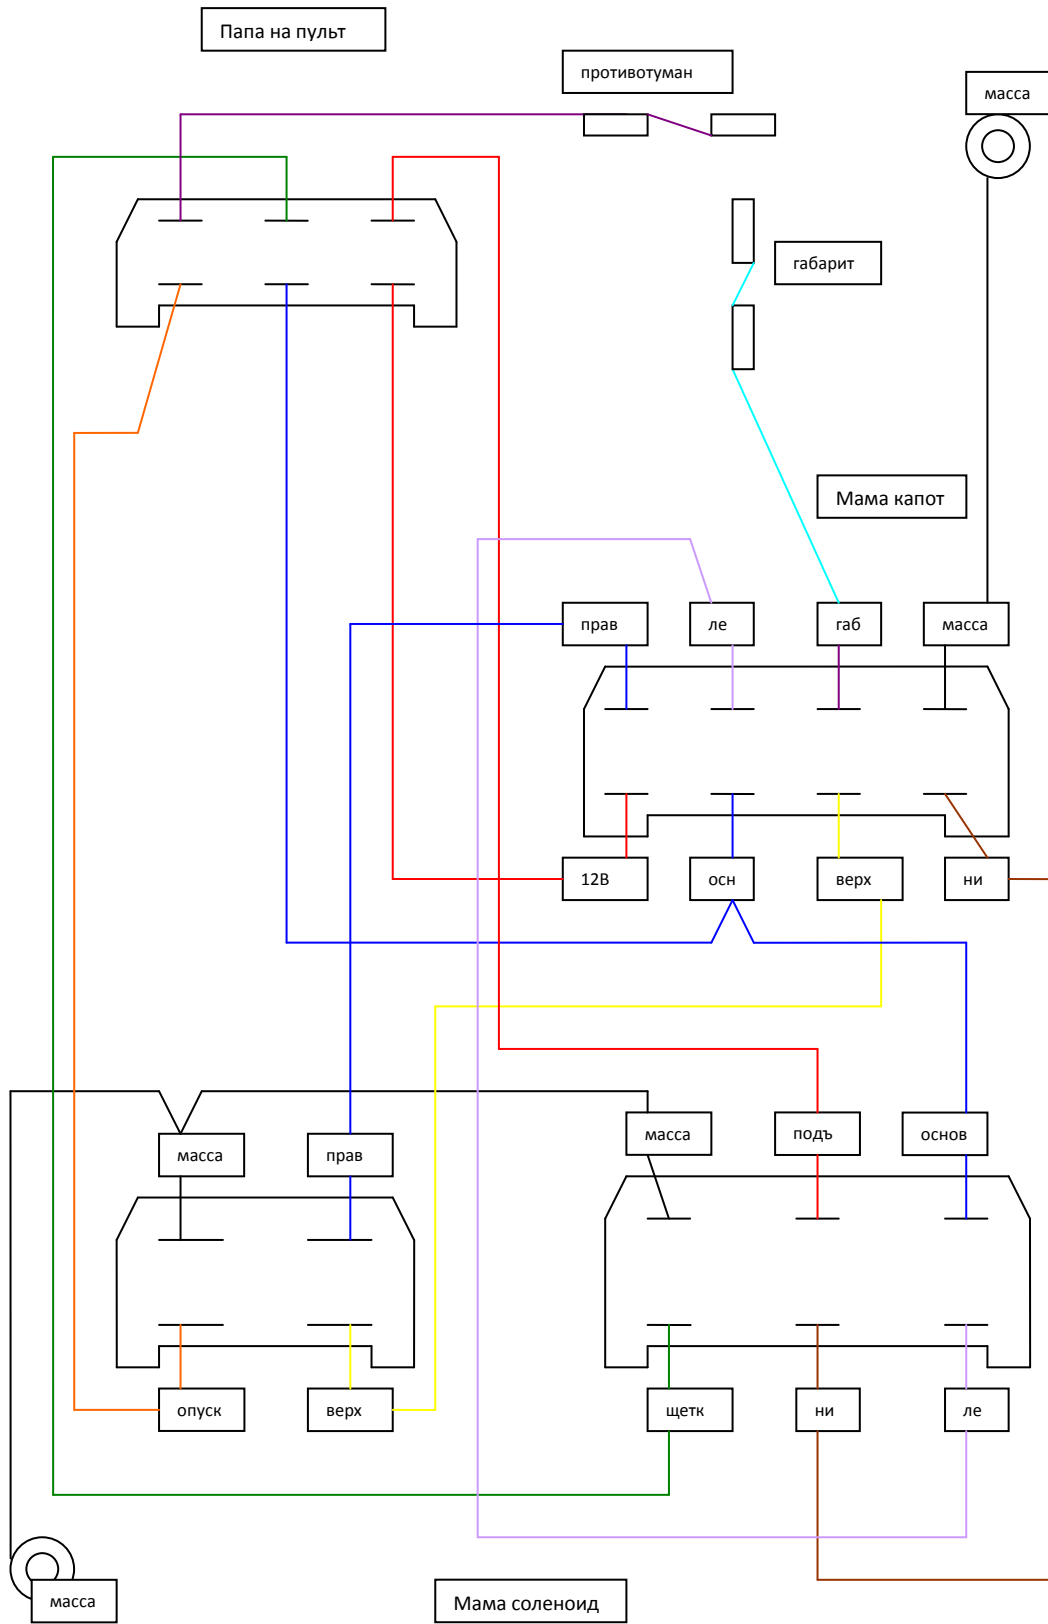 Папа на пульт
противотуман
масса
габарит
Мама капот
прав
ле
габ
масса
12В
осн
верх
ни
масса
прав
масса
подъ
основ
опуск
верх
щетк
ни
ле
масса
Мама соленоид